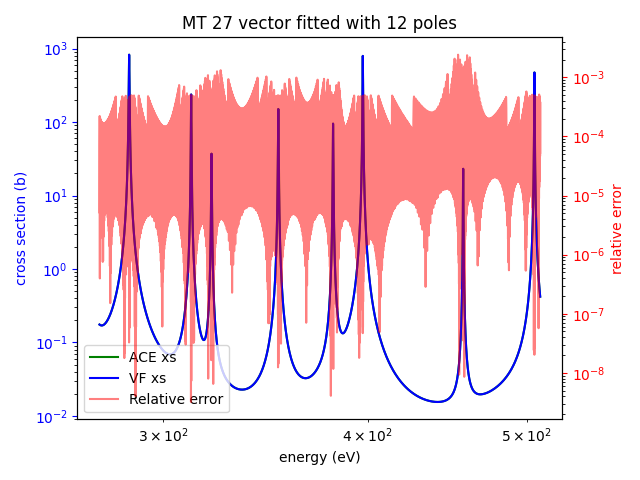 MT 27 vector fitted with 12 poles
10³
10²
10¹
10⁰
10⁻¹
10⁻²
cross section (b)
10⁻³
10⁻⁴
10⁻⁵
10⁻⁶
10⁻⁷
10⁻⁸
relative error
ACE xs
VF xs
Relative error
3 × 10² 4 × 10² 5 × 10²
energy (eV)